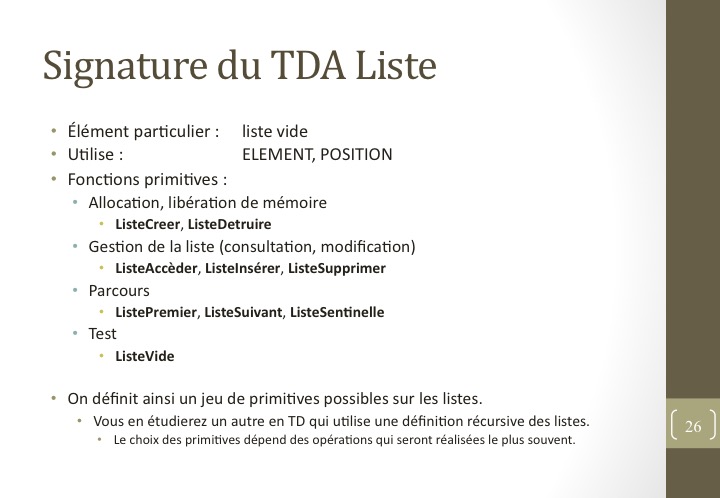 Signature du TDA Liste
• Élément particulier : liste vide
• Utilise : ELEMENT, POSITION
• Fonctions primitives :
• Allocation, libération de mémoire
• ListeCreer, ListeDetruire
• Gestion de la liste (consultation, modification)
• ListeAccèder, ListeInsérer, ListeSupprimer
• Parcours
• ListePremier, ListeSuivant, ListeSentinelle
• Test
• ListeVide
• On définit ainsi un jeu de primitives possibles sur les listes.
• Vous en étudierez un autre en TD qui utilise une définition récursive des listes.
• Le choix des primitives dépend des opérations qui seront réalisées le plus souvent.
26